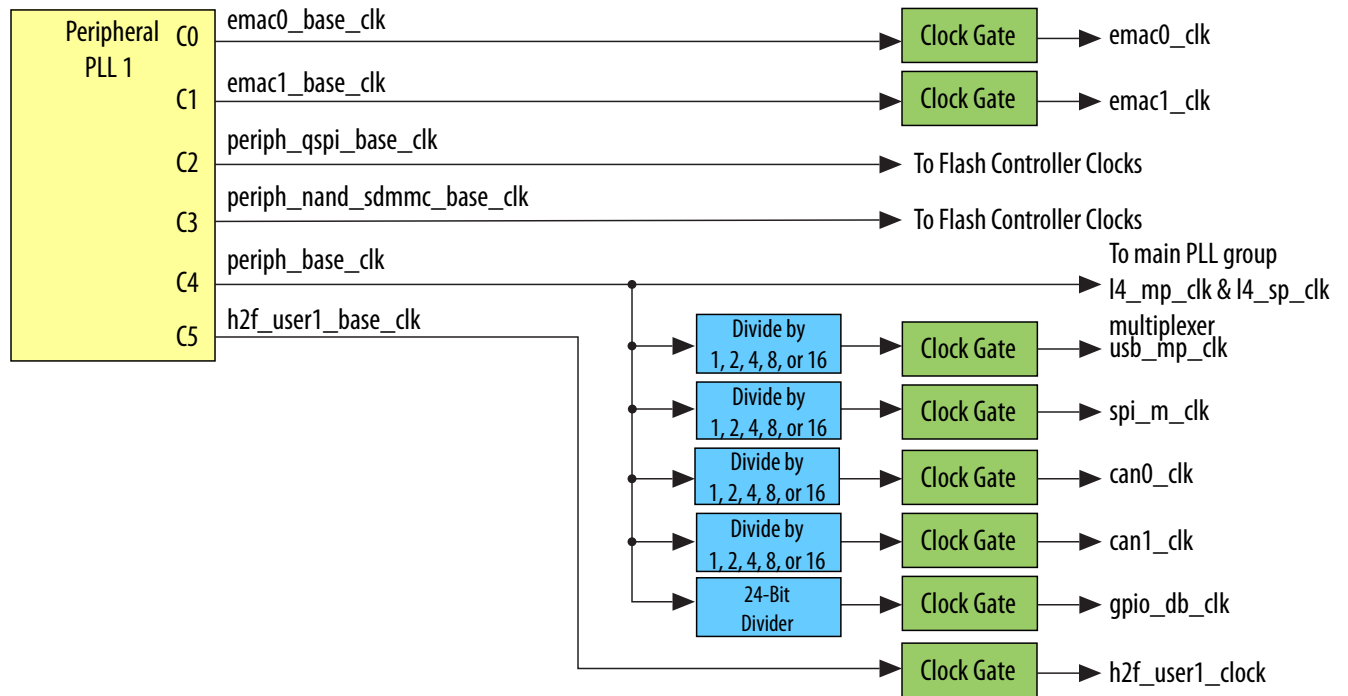 Peripheral
PLL 1
C0
emac0_base_clk
Clock Gate
emac0_clk
C1
emac1_base_clk
Clock Gate
emac1_clk
C2
periph_qspi_base_clk
To Flash Controller Clocks
C3
periph_nand_sdmmc_base_clk
To Flash Controller Clocks
C4
periph_base_clk
To main PLL group
l4_mp_clk & l4_sp_clk
multiplexer
C5
h2f_user1_base_clk
Divide by
1, 2, 4, 8, or 16
Clock Gate
usb_mp_clk
Divide by
1, 2, 4, 8, or 16
Clock Gate
spi_m_clk
Divide by
1, 2, 4, 8, or 16
Clock Gate
can0_clk
Divide by
1, 2, 4, 8, or 16
Clock Gate
can1_clk
24-Bit
Divider
Clock Gate
gpio_db_clk
Clock Gate
h2f_user1_clock